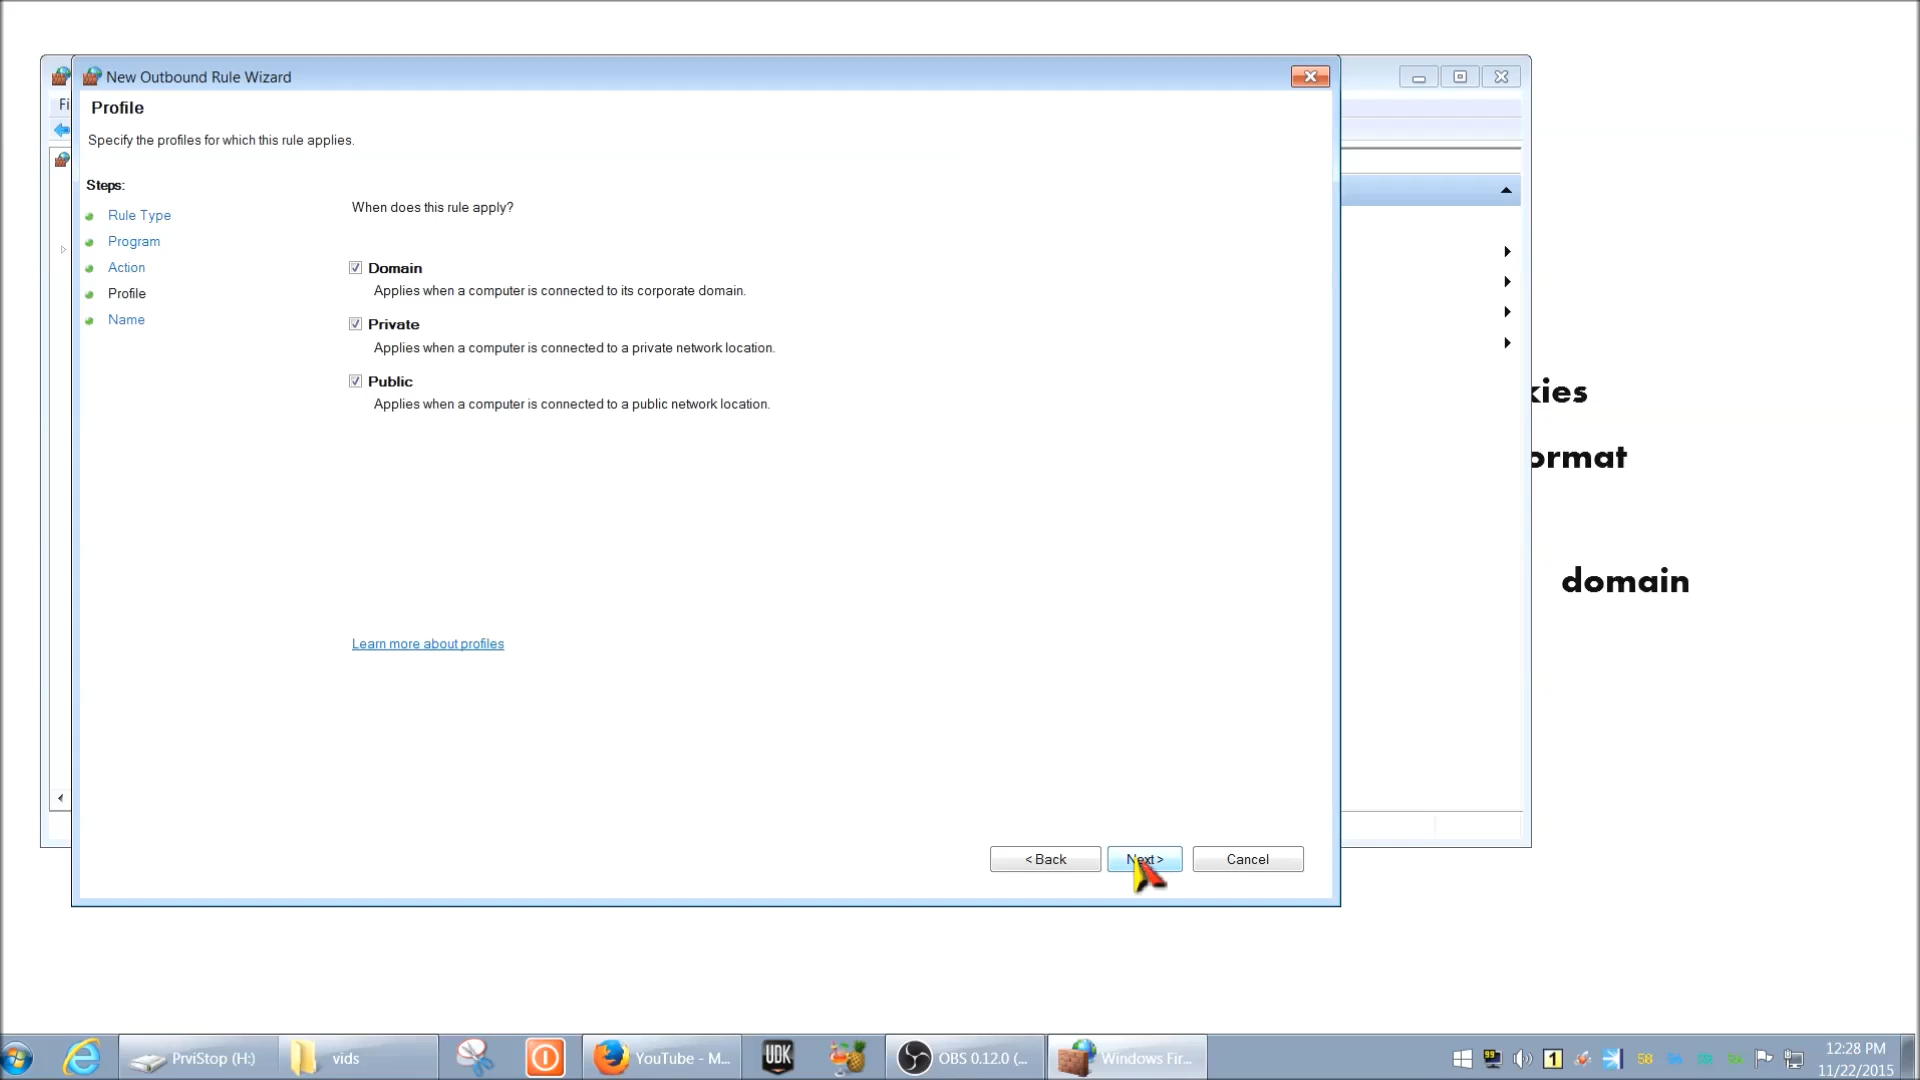 New Outbound Rule Wizard
Fi
Profile
Specify the profiles for which this rule applies.
Steps:
Rule Type
Program
Action
Profile
Name
When does this rule apply?
Domain
Applies when a computer is connected to its corporate domain.
Private
Applies when a computer is connected to a private network location.
Public
Applies when a computer is connected to a public network location.
Learn more about profiles
kies
ormat
domain
< Back
Next >
Cancel
PrviStop (H:)
vids
YouTube - M...
UDK
OBS 0.12.0 (...
Windows Fir...
99
1
58
12:28 PM
11/22/2015